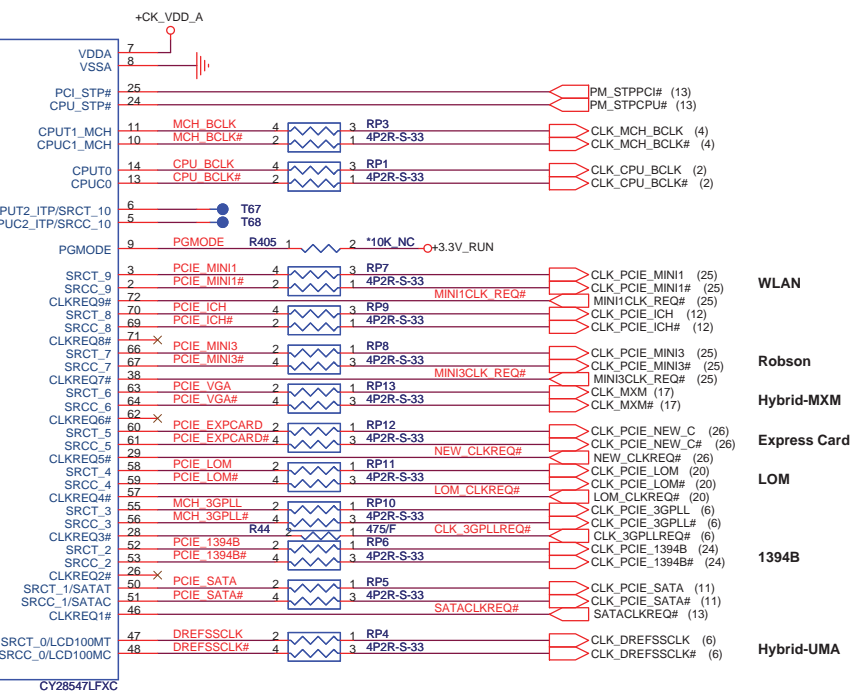 +CK_VDD_A
VDDA 7
VSSA 8
PCI_STP# 25 PM_STPPCI# (13)
CPU_STP# 24 PM_STPCPU# (13)
CPUT1_MCH 11 MCH_BCLK 4 3 RP3 CLK_MCH_BCLK (4)
CPUC1_MCH 10 MCH_BCLK# 2 1 4P2R-S-33 CLK_MCH_BCLK# (4)
CPUT0 14 CPU_BCLK 4 3 RP1 CLK_CPU_BCLK (2)
CPUC0 13 CPU_BCLK# 2 1 4P2R-S-33 CLK_CPU_BCLK# (2)
PUT2_ITP/SRCT_10 6 T67
PUC2_ITP/SRCC_10 5 T68
PGMODE 9 PGMODE R405 1 2 *10K_NC +3.3V_RUN
SRCT_9 3 PCIE_MINI1 4 3 RP7 CLK_PCIE_MINI1 (25)
SRCC_9 2 PCIE_MINI1# 2 1 4P2R-S-33 CLK_PCIE_MINI1# (25) WLAN
CLKREQ9# 72 MINI1CLK_REQ# MINI1CLK_REQ# (25)
SRCT_8 70 PCIE_ICH 4 3 RP9 CLK_PCIE_ICH (12)
SRCC_8 69 PCIE_ICH# 2 1 4P2R-S-33 CLK_PCIE_ICH# (12)
CLKREQ8# 71
SRCT_7 66 PCIE_MINI3 2 1 RP8 CLK_PCIE_MINI3 (25)
SRCC_7 67 PCIE_MINI3# 4 3 4P2R-S-33 CLK_PCIE_MINI3# (25) Robson
CLKREQ7# 38 MINI3CLK_REQ# MINI3CLK_REQ# (25)
SRCT_6 63 PCIE_VGA 2 1 RP13 CLK_MXM (17)
SRCC_6 64 PCIE_VGA# 4 3 4P2R-S-33 CLK_MXM# (17) Hybrid-MXM
CLKREQ6# 62
SRCT_5 60 PCIE_EXPCARD 2 1 RP12 CLK_PCIE_NEW_C (26)
SRCC_5 61 PCIE_EXPCARD# 4 3 4P2R-S-33 CLK_PCIE_NEW_C# (26) Express Card
CLKREQ5# 29 NEW_CLKREQ# NEW_CLKREQ# (26)
SRCT_4 58 PCIE_LOM 2 1 RP11 CLK_PCIE_LOM (20)
SRCC_4 59 PCIE_LOM# 4 3 4P2R-S-33 CLK_PCIE_LOM# (20) LOM
CLKREQ4# 57 LOM_CLKREQ# LOM_CLKREQ# (20)
SRCT_3 55 MCH_3GPLL 2 1 RP10 CLK_PCIE_3GPLL (6)
SRCC_3 56 MCH_3GPLL# 4 3 4P2R-S-33 CLK_PCIE_3GPLL# (6)
CLKREQ3# 28 R44 2 1 475/F CLK_3GPLLREQ# CLK_3GPLLREQ# (6)
SRCT_2 52 PCIE_1394B 2 1 RP6 CLK_PCIE_1394B (24)
SRCC_2 53 PCIE_1394B# 4 3 4P2R-S-33 CLK_PCIE_1394B# (24) 1394B
CLKREQ2# 26
SRCT_1/SATAT 50 PCIE_SATA 2 1 RP5 CLK_PCIE_SATA (11)
SRCC_1/SATAC 51 PCIE_SATA# 4 3 4P2R-S-33 CLK_PCIE_SATA# (11)
CLKREQ1# 46 SATACLKREQ# SATACLKREQ# (13)
SRCT_0/LCD100MT 47 DREFSSCLK 2 1 RP4 CLK_DREFSSCLK (6)
SRCC_0/LCD100MC 48 DREFSSCLK# 4 3 4P2R-S-33 CLK_DREFSSCLK# (6) Hybrid-UMA
CY28547LFXC